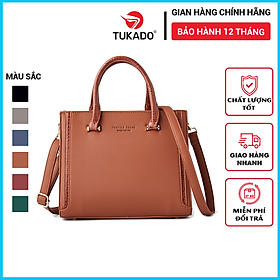 TUKADO
GIAN HÀNG CHÍNH HÃNG
BẢO HÀNH 12 THÁNG
MÀU SẮC
CHẤT LƯỢNG
TỐT
GIAO HÀNG
NHANH
MIỄN PHÍ
ĐỔI TRẢ